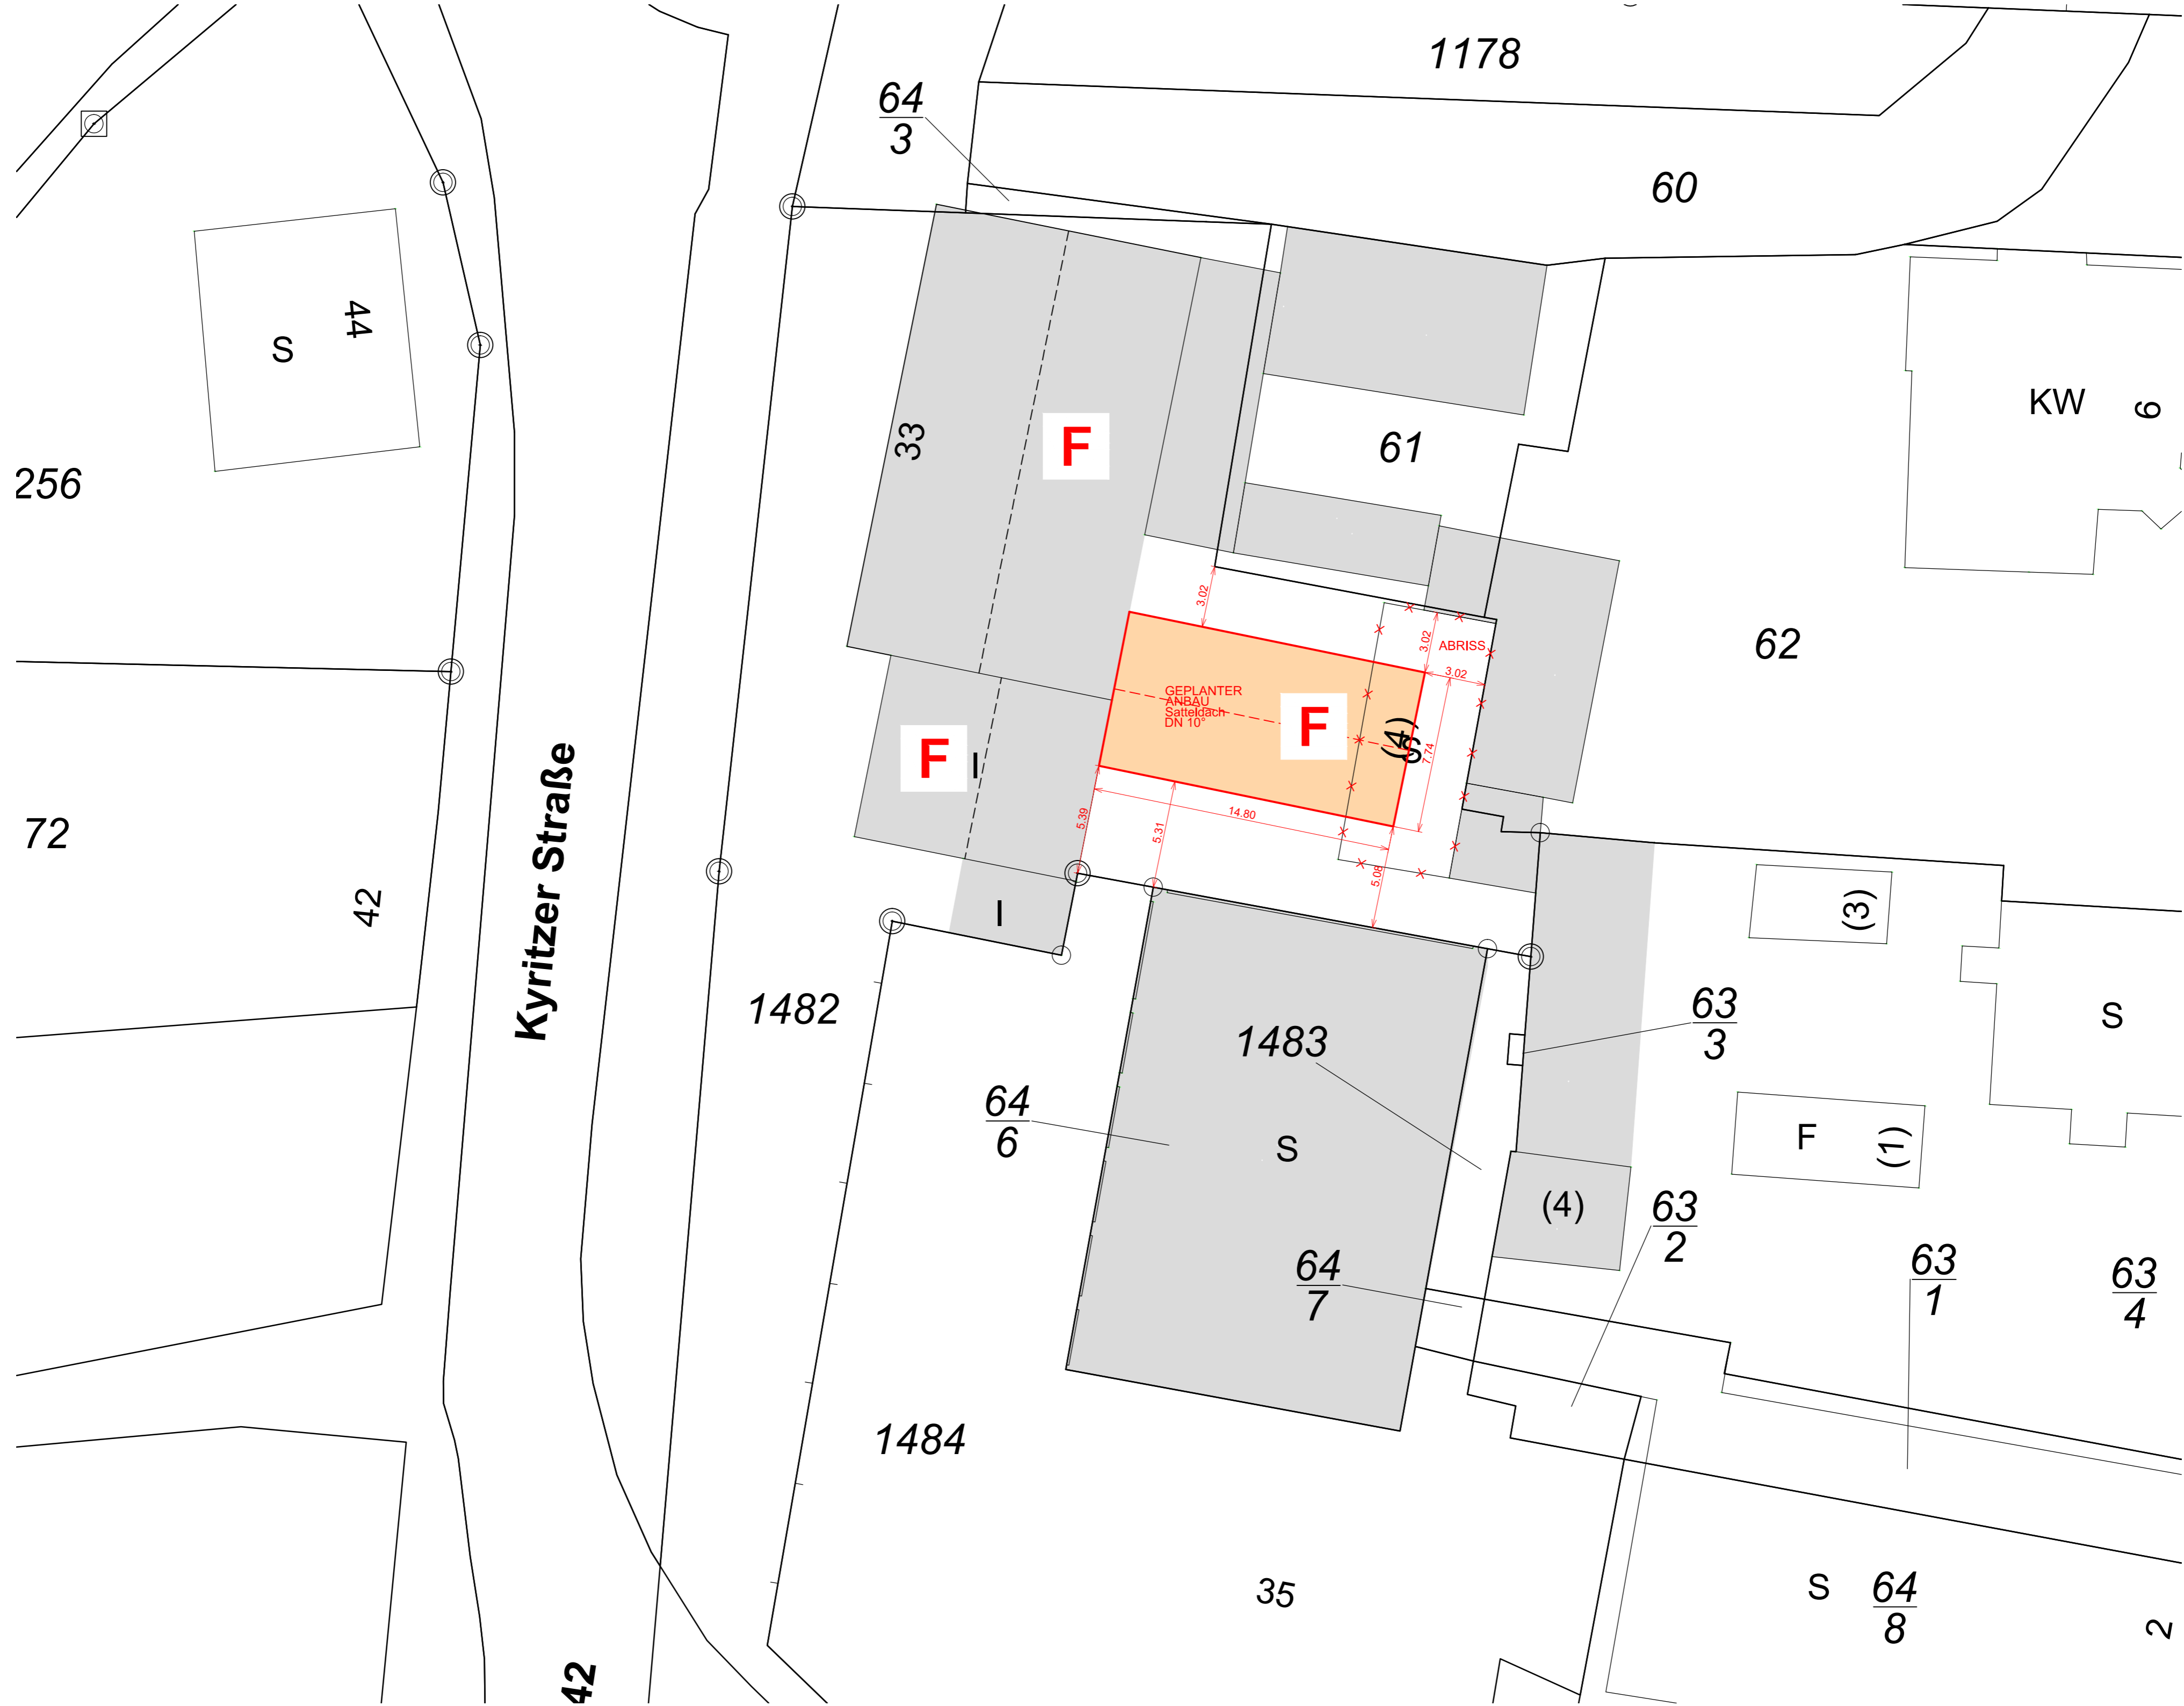 1178
64
3
60
44
S
KW
6
33
F
61
256
3.02
62
3.02
ABRISS
3.02
GEPLANTER
ANBAU
Satteldach
DN 10°
F
(4)
7.74
F
I
Kyritzer Straße
14.80
5.39
5.31
72
5.08
42
I
(3)
1482
63
3
S
1483
64
6
S
F
(1)
(4)
63
2
64
7
63
1
63
4
1484
35
S
64
8
2
42